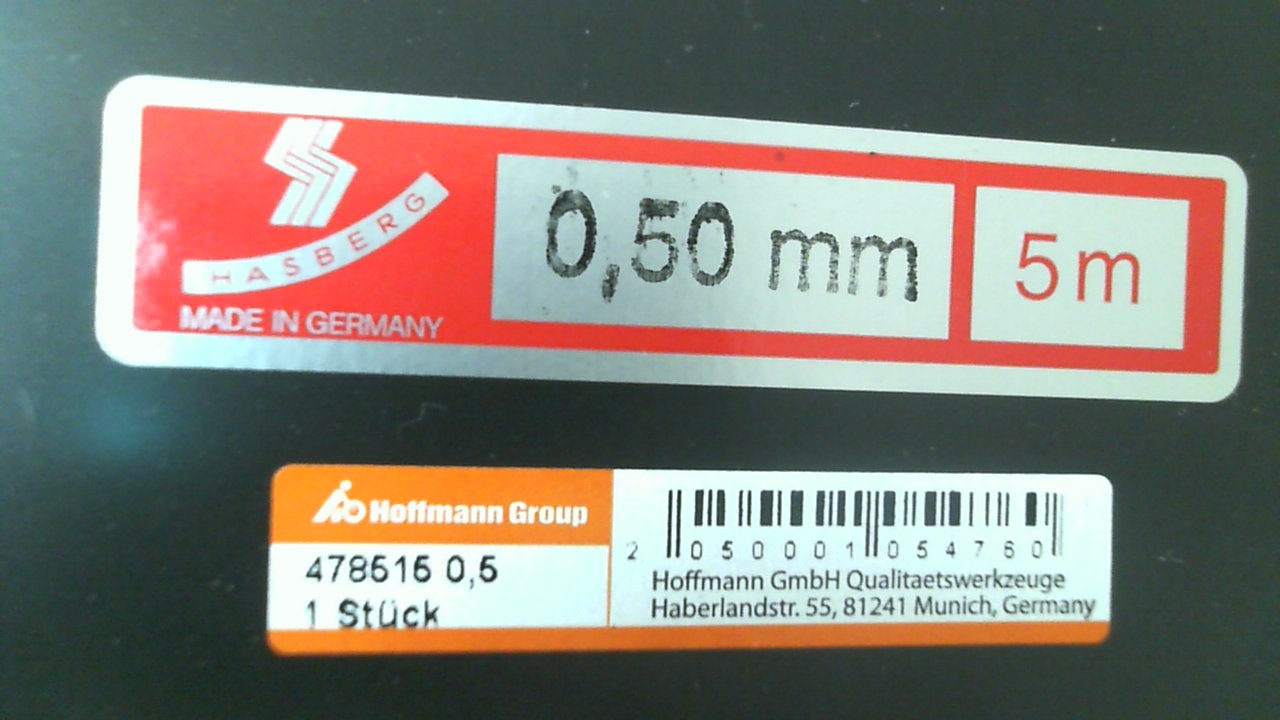 HASBERG
MADE IN GERMANY
0,50 mm
5m
Hoffmann Group
478515 0,5
1 Stück
2 050001 054760
Hoffmann GmbH Qualitaetswerkzeuge
Haberlandstr. 55, 81241 Munich, Germany